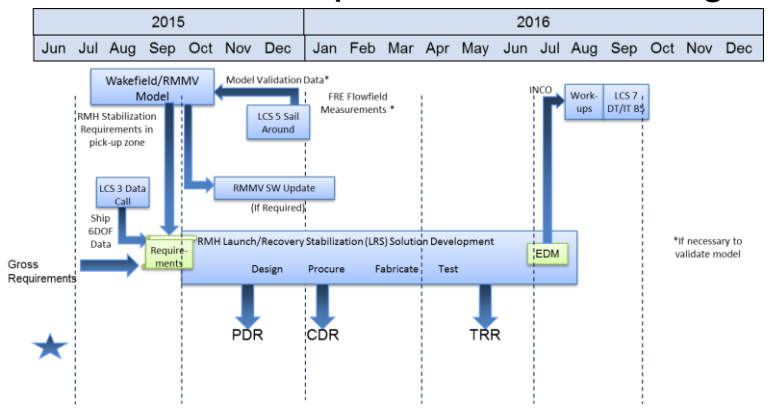 2015 2016
Jun Jul Aug Sep Oct Nov Dec Jan Feb Mar Apr May Jun Jul Aug Sep Oct Nov Dec
Wakefield/RMMV
Model
Model Validation Data*
FRE Flowfield
Measurements *
INCO
Work-
ups
LCS 7
DT/IT B5
RMH Stabilization
Requirements in
pick-up zone
LCS 5 Sail
Around
LCS 3 Data
Call
RMMV SW Update
(If Required)
Ship
6DOF
Data
RMH Launch/Recovery Stabilization (LRS) Solution Development
Require-
ments
EDM
*If necessary to
validate model
Gross
Requirements
Design Procure Fabricate Test
PDR CDR TRR